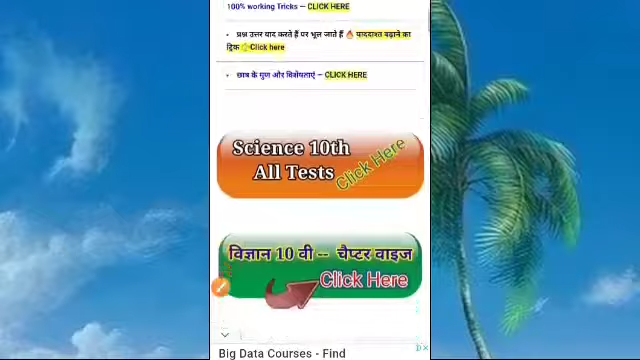 100% working Tricks – CLICK HERE
• प्रश्न उत्तर याद करते हैं पर भूल जाते हैं 🔥 याददाश्त बढ़ाने का
ट्रिक 👉Click here
• छात्र के गुण और विशेषताएं – CLICK HERE
Science 10th
All Tests
Click Here
विज्ञान 10 वी -- चैप्टर वाइज
Click Here
Big Data Courses - Find